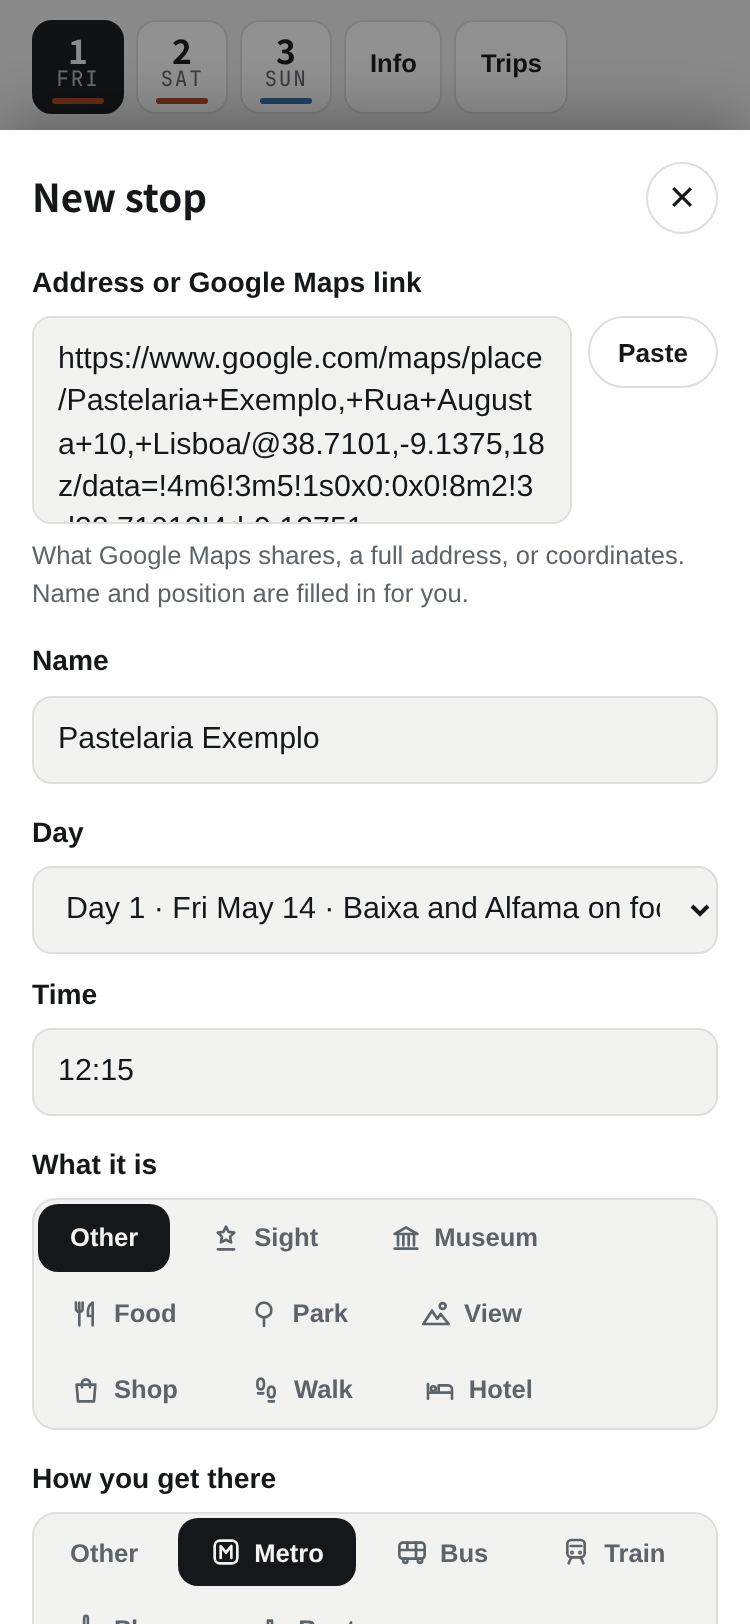 1 2 3
FRI SAT SUN Info Trips
New stop
Address or Google Maps link
https://www.google.com/maps/place
/Pastelaria+Exemplo,+Rua+August
a+10,+Lisboa/@38.7101,-9.1375,18
z/data=!4m6!3m5!1s0x0:0x0!8m2!3
Paste
What Google Maps shares, a full address, or coordinates.
Name and position are filled in for you.
Name
Pastelaria Exemplo
Day
Day 1 · Fri May 14 · Baixa and Alfama on
Time
12:15
What it is
Other Sight Museum
Food Park View
Shop Walk Hotel
How you get there
Other Metro Bus Train